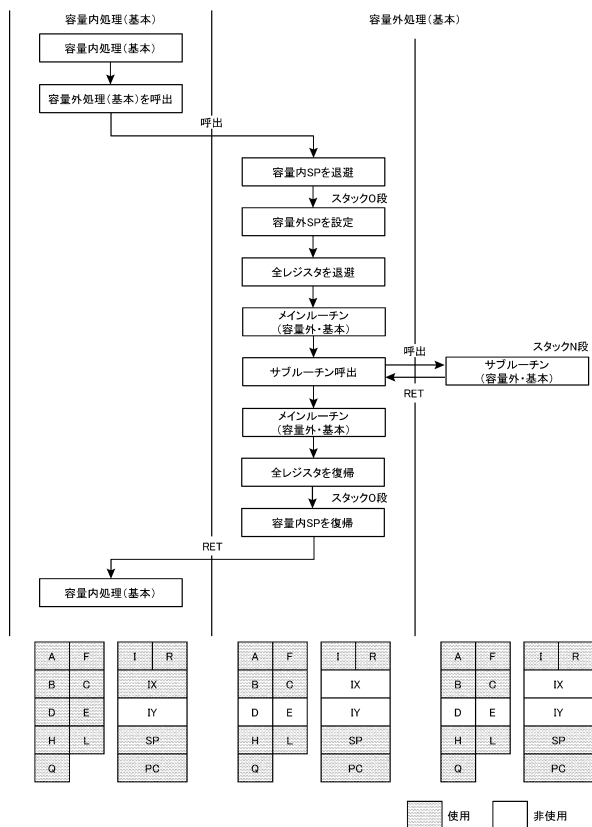 容量内処理(基本)
容量外処理(基本)
容量内処理(基本)
容量外処理(基本)を呼出
呼出
容量内SPを退避
スタック0段
容量外SPを設定
全レジスタを退避
メインルーチン
(容量外・基本)
呼出
スタックN段
サブルーチン呼出
サブルーチン
(容量外・基本)
RET
メインルーチン
(容量外・基本)
全レジスタを復帰
スタック0段
容量内SPを復帰
RET
容量内処理(基本)
A F I R
B C IX
D E IY
H L SP
Q PC
A F I R
B C IX
D E IY
H L SP
Q PC
A F I R
B C IX
D E IY
H L SP
Q PC
使用 非使用